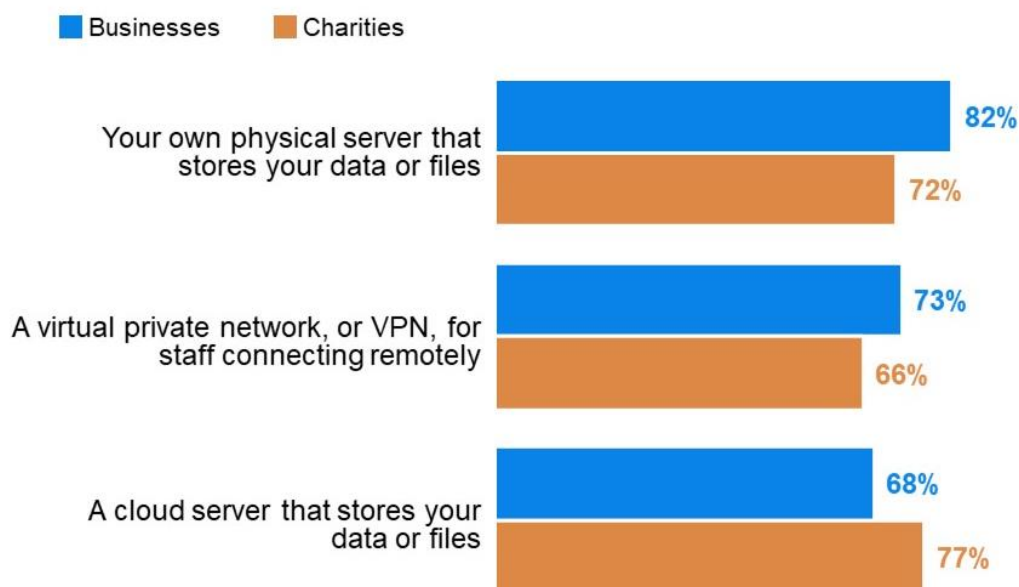 Businesses Charities
Your own physical server that
stores your data or files
82%
72%
A virtual private network, or VPN, for
staff connecting remotely
73%
66%
A cloud server that stores your
data or files
68%
77%